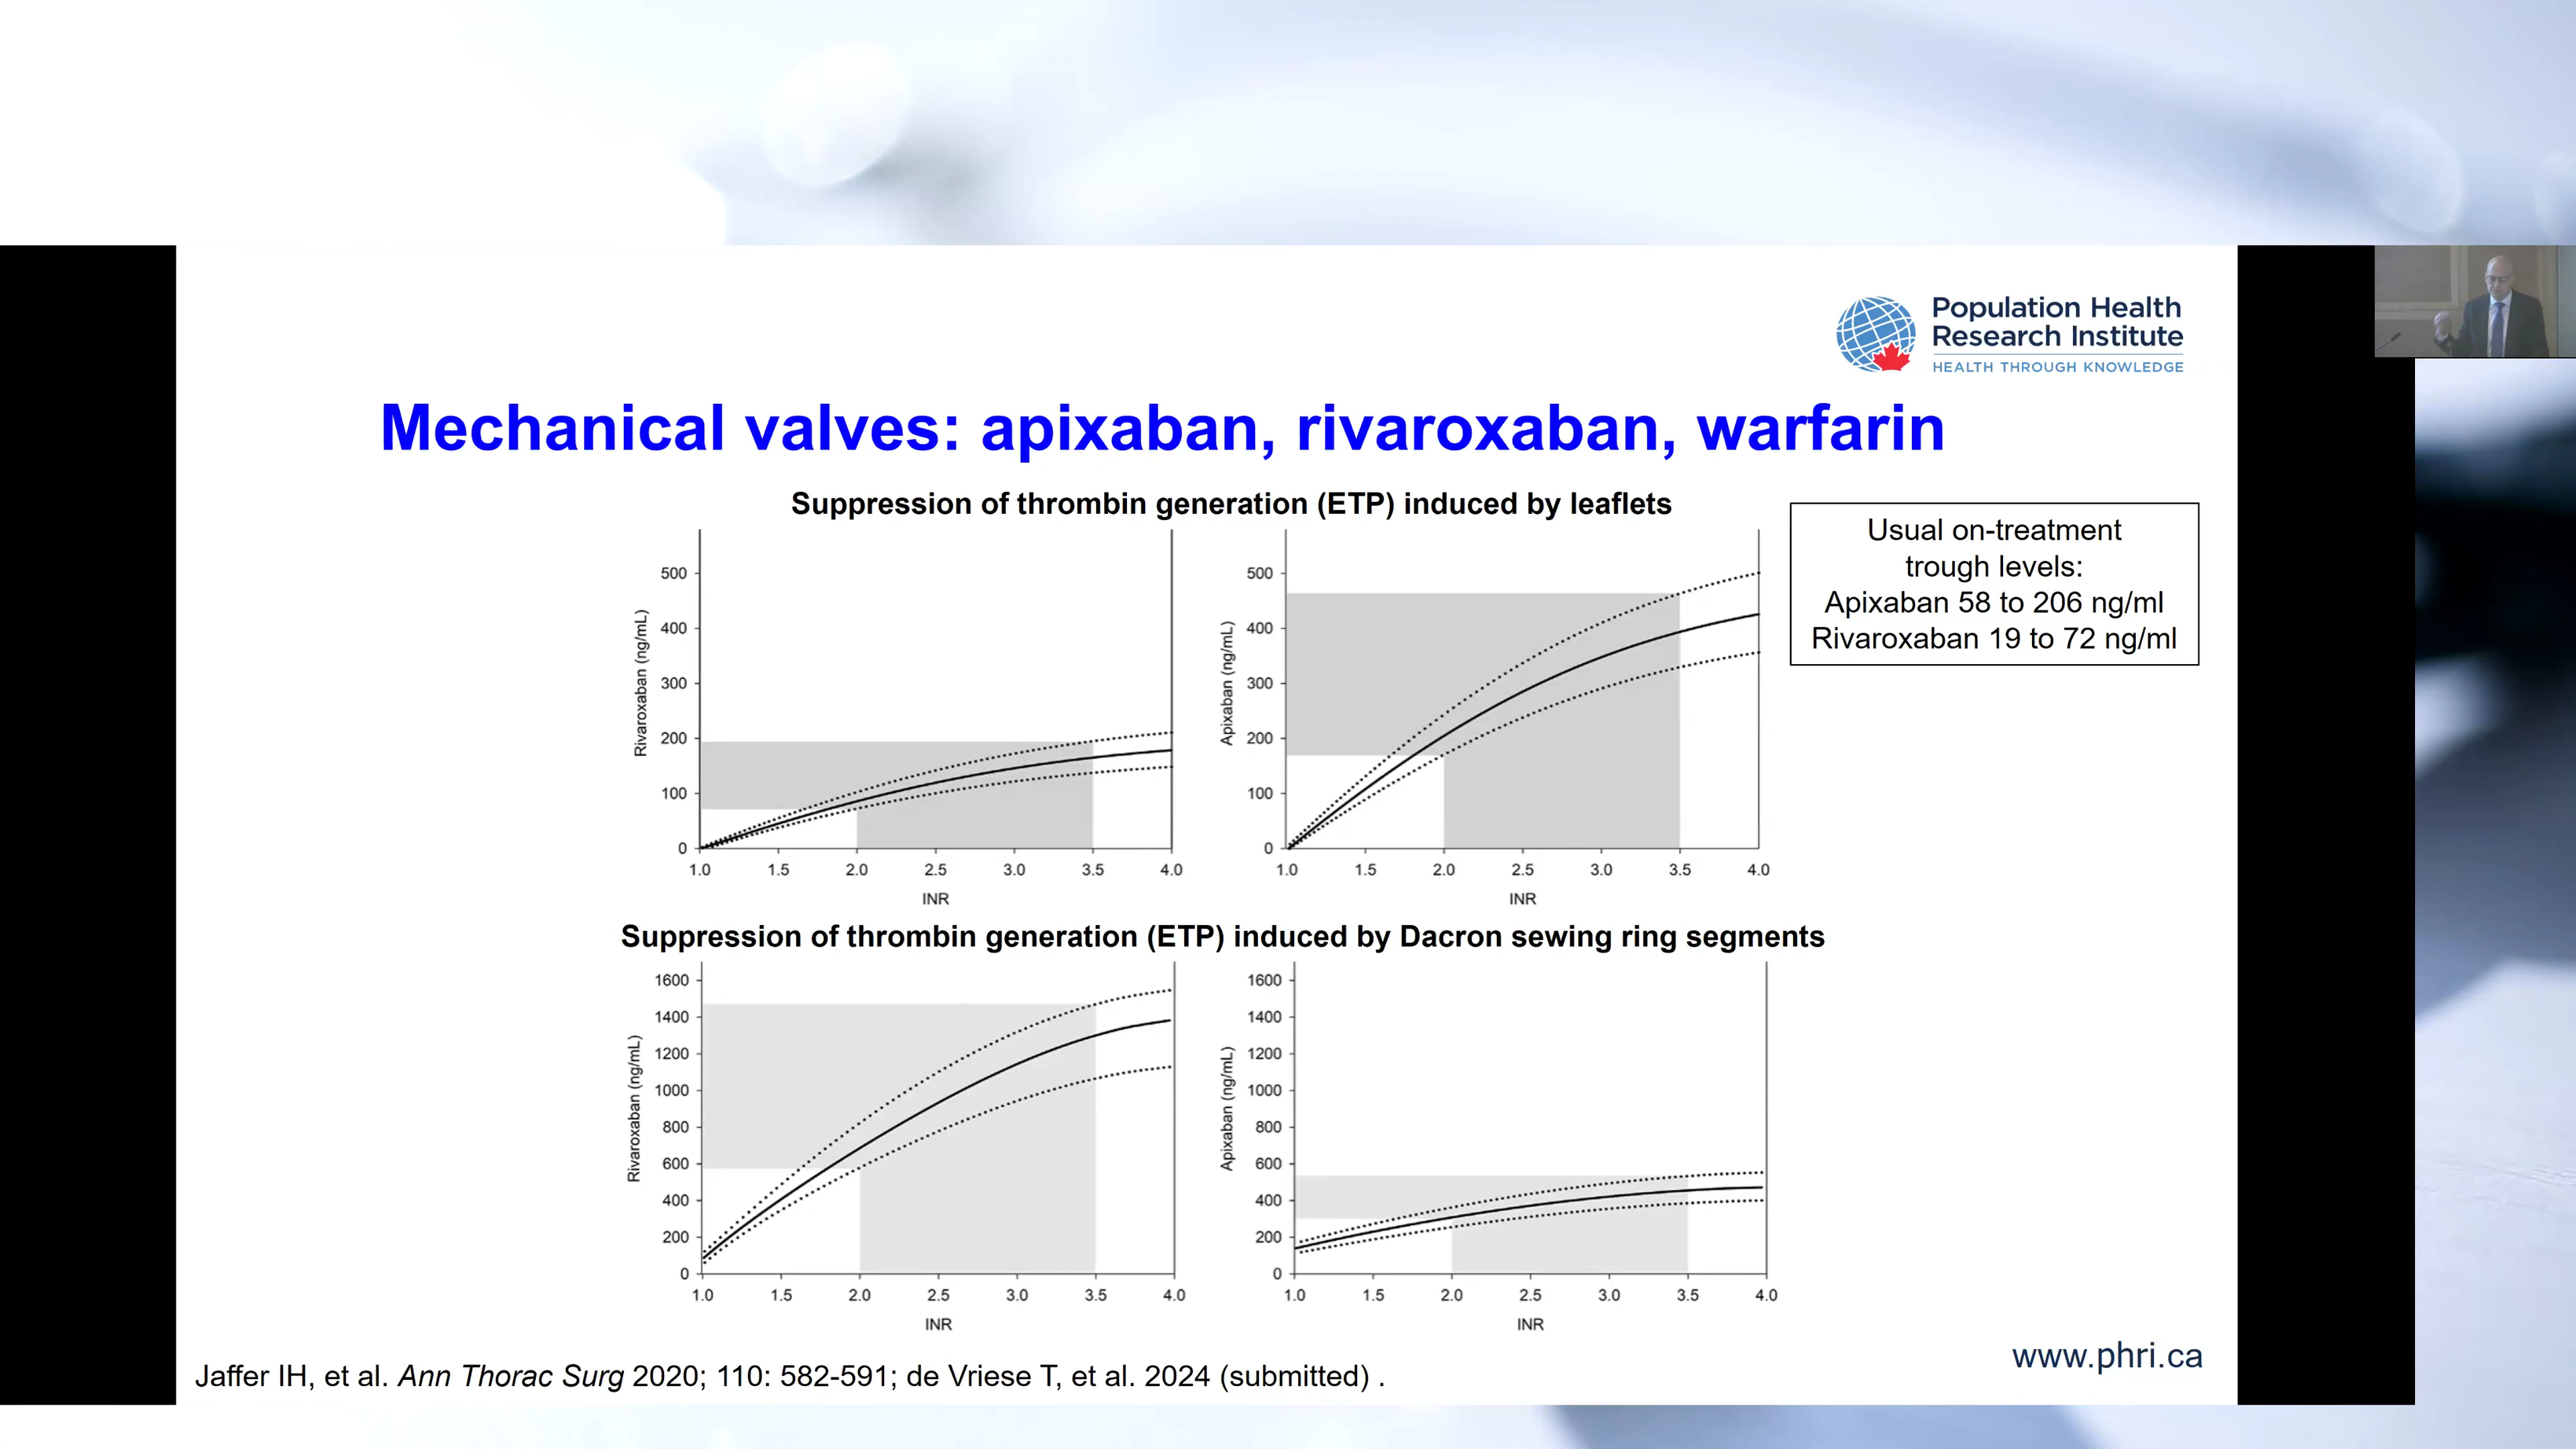 Population Health
Research Institute
HEALTH THROUGH KNOWLEDGE
Mechanical valves: apixaban, rivaroxaban, warfarin
Suppression of thrombin generation (ETP) induced by leaflets
Usual on-treatment
trough levels:
Apixaban 58 to 206 ng/ml
Rivaroxaban 19 to 72 ng/ml
Rivaroxaban (ng/mL)
500
400
300
200
100
0
1.0 1.5 2.0 2.5 3.0 3.5 4.0
INR
Apixaban (ng/mL)
500
400
300
200
100
0
1.0 1.5 2.0 2.5 3.0 3.5 4.0
INR
Suppression of thrombin generation (ETP) induced by Dacron sewing ring segments
Rivaroxaban (ng/mL)
1600
1400
1200
1000
800
600
400
200
0
1.0 1.5 2.0 2.5 3.0 3.5 4.0
INR
Apixaban (ng/mL)
1600
1400
1200
1000
800
600
400
200
0
1.0 1.5 2.0 2.5 3.0 3.5 4.0
INR
www.phri.ca
Jaffer IH, et al. Ann Thorac Surg 2020; 110: 582-591; de Vriese T, et al. 2024 (submitted) .